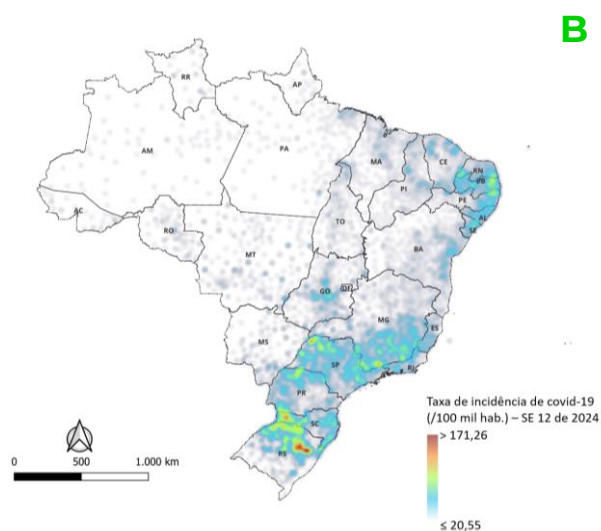 B
RR
AP
AM
PA
MA
CE
RN
PB
PI
PE
AC
AL
SE
TO
RO
BA
MT
GO
DF
MG
ES
MS
SP
RJ
PR
SC
RS
Taxa de incidência de covid-19
(/100 mil hab.) – SE 12 de 2024
> 171,26
≤ 20,55
0 500 1.000 km